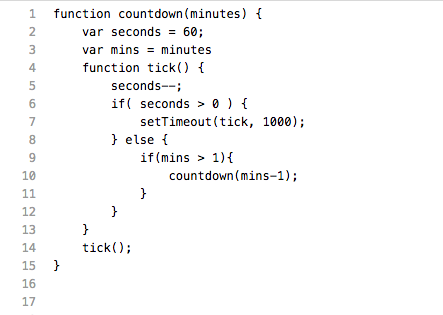 1 function countdown(minutes) {
2     var seconds = 60;
3     var mins = minutes
4     function tick() {
5         seconds--;
6         if( seconds > 0 ) {
7             setTimeout(tick, 1000);
8         } else {
9             if(mins > 1){
10                 countdown(mins-1);
11             }
12         }
13     }
14     tick();
15 }
16
17